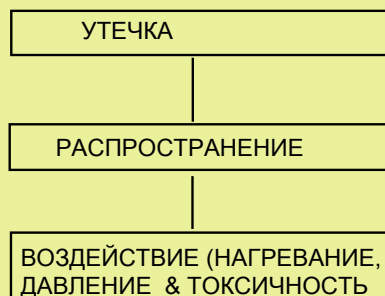 УТЕЧКА
РАСПРОСТРАНЕНИЕ
ВОЗДЕЙСТВИЕ (НАГРЕВАНИЕ,
ДАВЛЕНИЕ & ТОКСИЧНОСТЬ